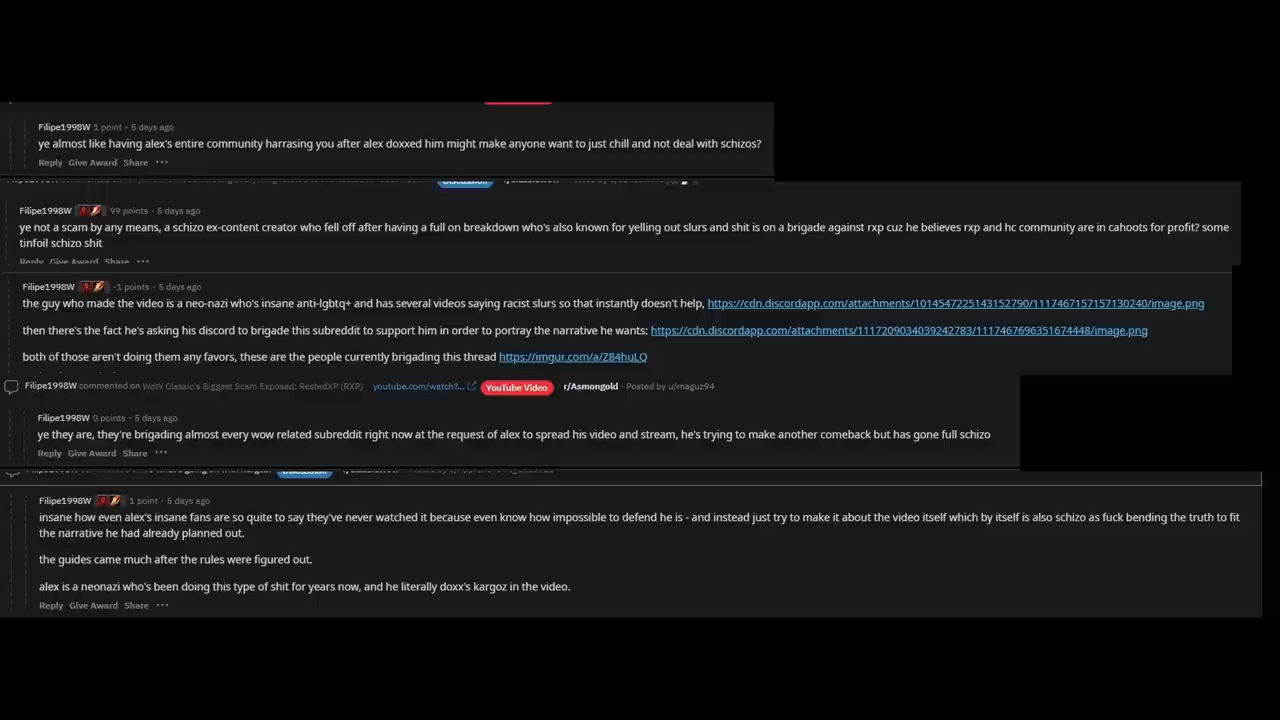 Filipe1998W 1 point · 5 days ago
ye almost like having alex's entire community harrasing you after alex doxxed him might make anyone want to just chill and not deal with schizos?
Reply Give Award Share •••
Discussion
Filipe1998W 99 points · 5 days ago
ye not a scam by any means, a schizo ex-content creator who fell off after having a full on breakdown who's also known for yelling out slurs and shit is on a brigade against rxp cuz he believes rxp and hc community are in cahoots for profit? some
tinfoil schizo shit
Reply Give Award Share •••
Filipe1998W -1 points · 5 days ago
the guy who made the video is a neo-nazi who's insane anti-lgbtq+ and has several videos saying racist slurs so that instantly doesn't help, https://cdn.discordapp.com/attachments/1014547225143152790/1117467157157130240/image.png
then there's the fact he's asking his discord to brigade this subreddit to support him in order to portray the narrative he wants: https://cdn.discordapp.com/attachments/1117209034039242783/1117467696351674448/image.png
both of those aren't doing them any favors, these are the people currently brigading this thread https://imgur.com/a/Z84huLQ
Filipe1998W commented on WoW Classic's Biggest Scam Exposed: RestedXP (RXP) youtube.com/watch?... YouTube Video r/Asmongold · Posted by u/maguz94
Filipe1998W 0 points · 5 days ago
ye they are, they're brigading almost every wow related subreddit right now at the request of alex to spread his video and stream, he's trying to make another comeback but has gone full schizo
Reply Give Award Share •••
Discussion
Filipe1998W 1 point · 5 days ago
insane how even alex's insane fans are so quite to say they've never watched it because even know how impossible to defend he is - and instead just try to make it about the video itself which by itself is also schizo as fuck bending the truth to fit
the narrative he had already planned out.
the guides came much after the rules were figured out.
alex is a neonazi who's been doing this type of shit for years now, and he literally doxx's kargoz in the video.
Reply Give Award Share •••